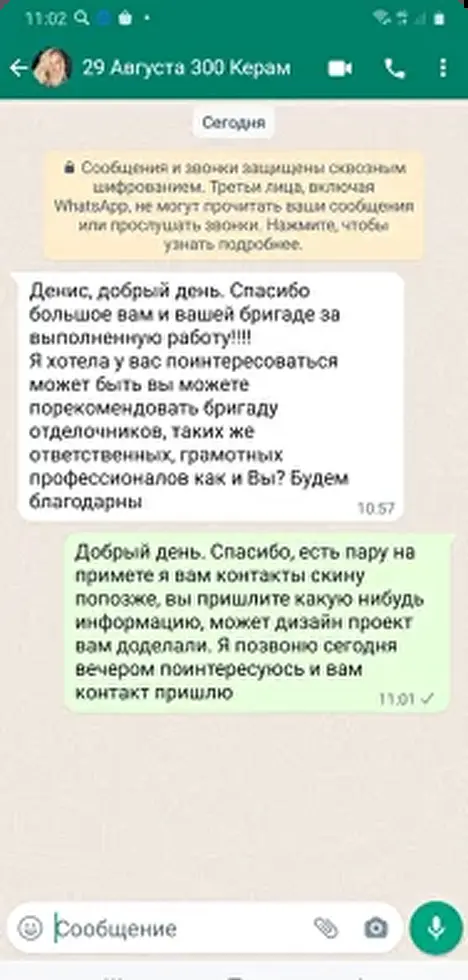 11:02
29 Августа 300 Керам
Сегодня
Сообщения и звонки защищены сквозным
шифрованием. Третьи лица, включая
WhatsApp, не могут прочитать ваши сообщения
или прослушать звонки. Нажмите, чтобы
узнать подробнее.
Денис, добрый день. Спасибо
большое вам и вашей бригаде за
выполненную работу!!!!
Я хотела у вас поинтересоваться
может быть вы можете
порекомендовать бригаду
отделочников, таких же
ответственных, грамотных
профессионалов как и Вы? Будем
благодарны
10:57
Добрый день. Спасибо, есть пару на
примете я вам контакты скину
попозже, вы пришлите какую нибудь
информацию, может дизайн проект
вам доделали. Я позвоню сегодня
вечером поинтересуюсь и вам
контакт пришлю
11:01
Сообщение